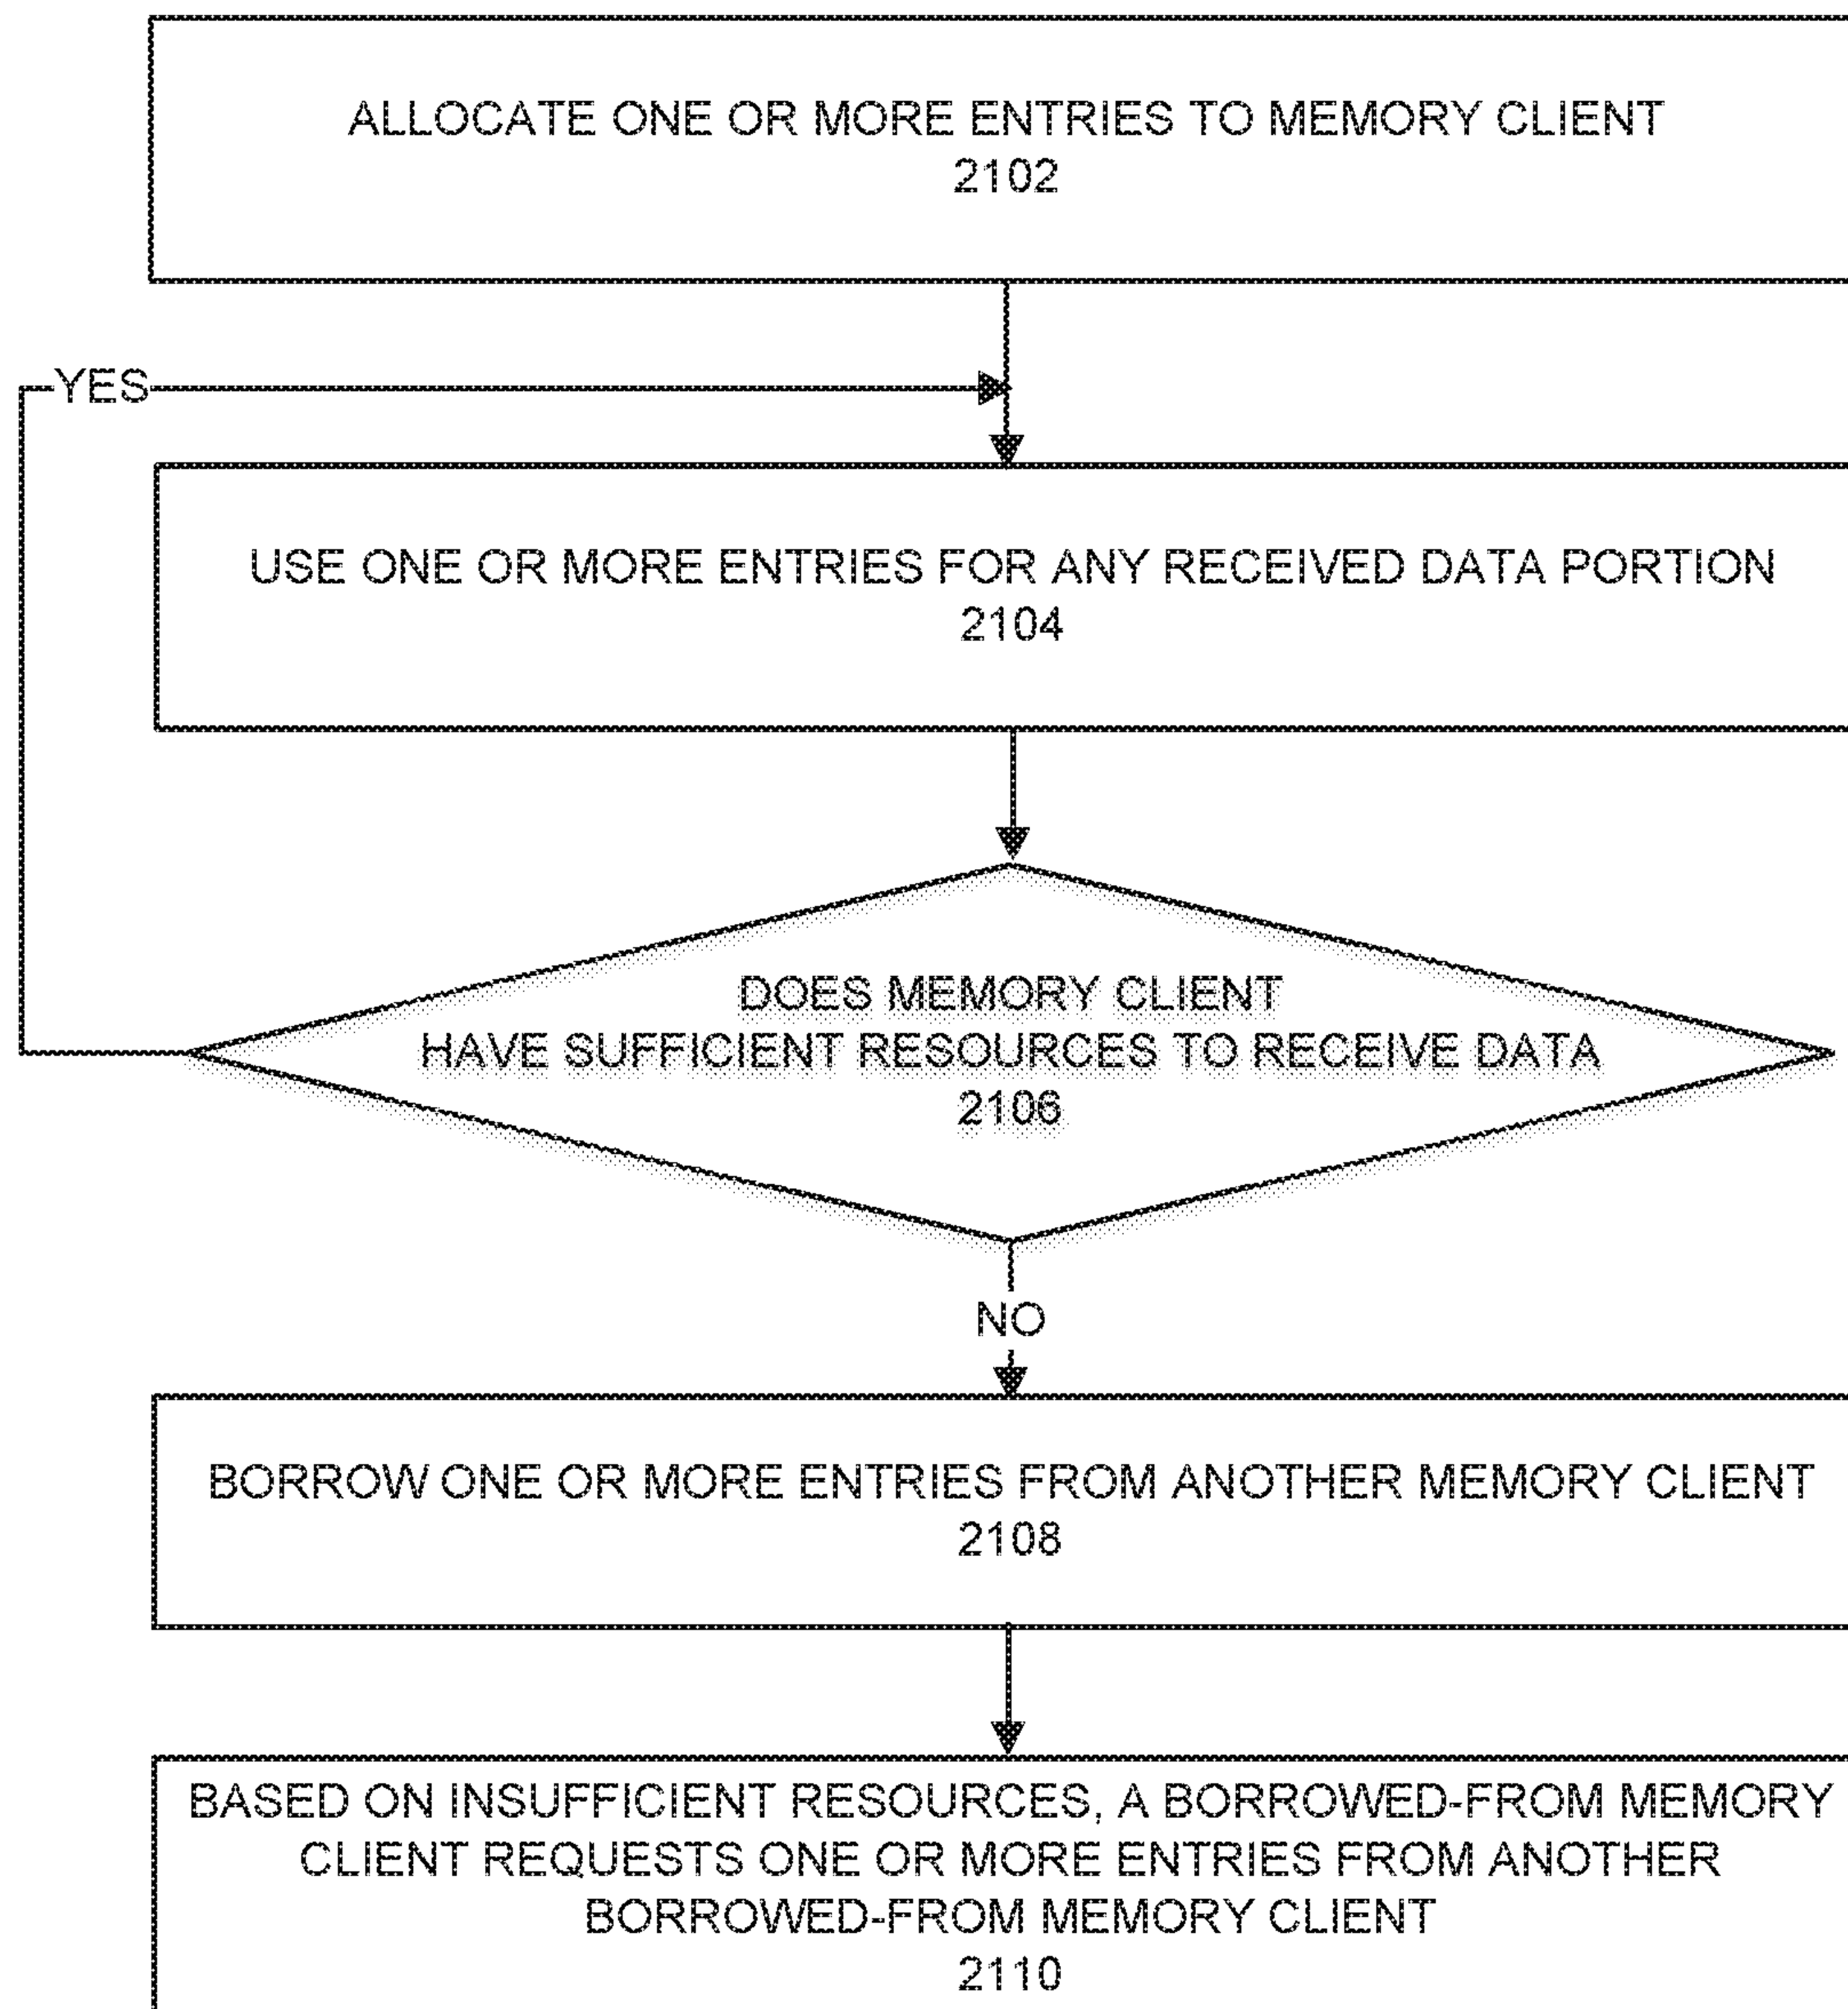 ALLOCATE ONE OR MORE ENTRIES TO MEMORY CLIENT
2102
YES
USE ONE OR MORE ENTRIES FOR ANY RECEIVED DATA PORTION
2104
DOES MEMORY CLIENT
HAVE SUFFICIENT RESOURCES TO RECEIVE DATA
2106
NO
BORROW ONE OR MORE ENTRIES FROM ANOTHER MEMORY CLIENT
2108
BASED ON INSUFFICIENT RESOURCES, A BORROWED-FROM MEMORY
CLIENT REQUESTS ONE OR MORE ENTRIES FROM ANOTHER
BORROWED-FROM MEMORY CLIENT
2110